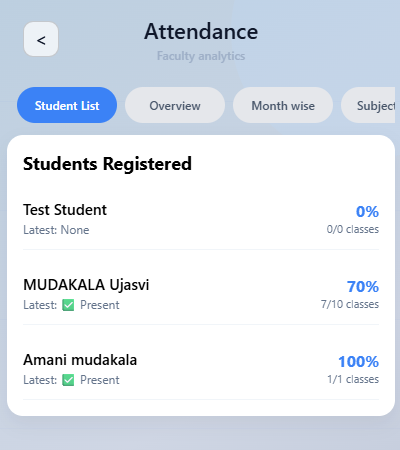 <
Attendance
Faculty analytics
Student List
Overview
Month wise
Subject
Students Registered
Test Student
0%
Latest: None
0/0 classes
MUDAKALA Ujasvi
70%
Latest: ✅ Present
7/10 classes
Amani mudakala
100%
Latest: ✅ Present
1/1 classes